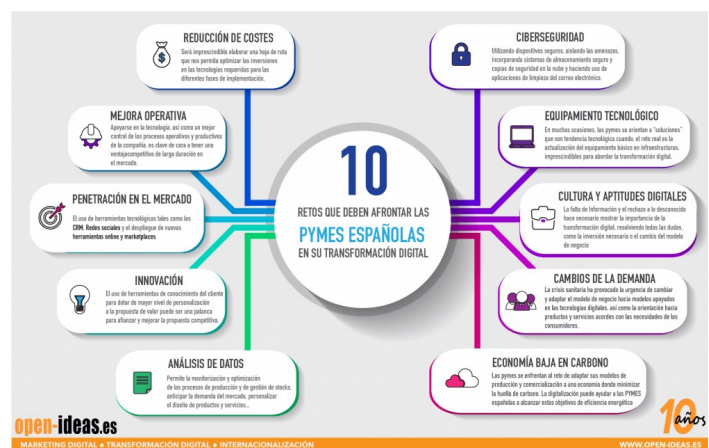 REDUCCIÓN DE COSTES
Será imprescindible elaborar una hoja de ruta
que nos permita optimizar las inversiones
en las tecnologías requeridas para las
diferentes fases de implementación.
MEJORA OPERATIVA
Apoyarse en la tecnología, así como un mejor
control de los procesos operativos y productivos
de la compañía, es clave de cara a tener una
ventajacompetitiva de larga duración en
el mercado.
PENETRACIÓN EN EL MERCADO
El uso de herramientas tecnológicas tales como los
CRM, Redes sociales y el despliegue de nuevas
herramientas online y marketplaces
INNOVACIÓN
El uso de herramientas de conocimiento del cliente
para dotar de mayor nivel de personalización
a la propuesta de valor puede ser una palanca
para afianzar y mejorar la propuesta competitiva.
ANÁLISIS DE DATOS
Permite la monitorización y optimización
de los procesos de producción y de gestión de stocks,
anticipar la demanda del mercado, personalizar
el diseño de productos y servicios...
10
RETOS QUE DEBEN AFRONTAR LAS
PYMES ESPAÑOLAS
EN SU TRANSFORMACIÓN DIGITAL
CIBERSEGURIDAD
Utilizando dispositivos seguros, aislando las amenazas,
incorporando sistemas de almacenamiento seguro y
copias de seguridad en la nube y haciendo uso de
aplicaciones de limpieza del correo electrónico.
EQUIPAMIENTO TECNOLÓGICO
En muchas ocasiones, las pymes se orientan a "soluciones"
que son tendencia tecnológica cuando, el reto real es la
actualización del equipamiento básico en infraestructuras,
imprescindibles para abordar la transformación digital.
CULTURA Y APTITUDES DIGITALES
La falta de Información y el rechazo a lo desconocido
hace necesario mostrar la importancia de la
transformación digital, resolviendo todas las dudas,
como la inversión necesaria o el cambio del modelo
de negocio
CAMBIOS DE LA DEMANDA
La crisis sanitaria ha provocado la urgencia de cambiar
y adaptar el modelo de negocio hacia modelos apoyados
en las tecnologías digitales, así como la orientación hacia
productos y servicios acordes con las necesidades de los
consumidores.
ECONOMÍA BAJA EN CARBONO
Las pymes se enfrentan al reto de adaptar sus modelos de
producción y comercialización a una economía donde minimizar
la huella de carbono. La digitalización puede ayudar a las PYMES
españolas a alcanzar estos objetivos de eficiencia energética
open-ideas.es
10 años
MARKETING DIGITAL ● TRANSFORMACIÓN DIGITAL ● INTERNACIONALIZACIÓN
WWW.OPEN-IDEAS.ES
$